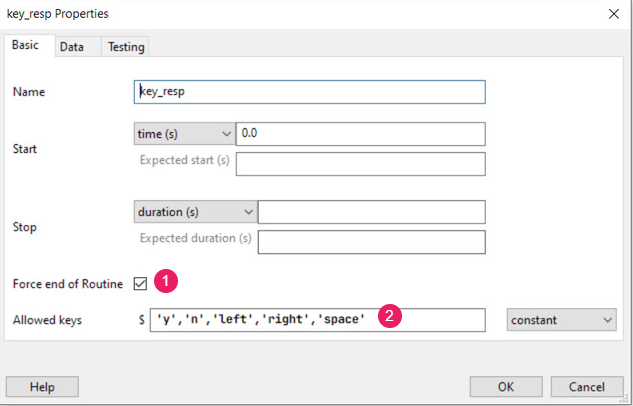 key_resp Properties
Basic Data Testing
Name key_resp
Start time (s) 0.0
Expected start (s)
Stop duration (s)
Expected duration (s)
Force end of Routine 1
Allowed keys $ 'y','n','left','right','space' 2 constant
Help OK Cancel